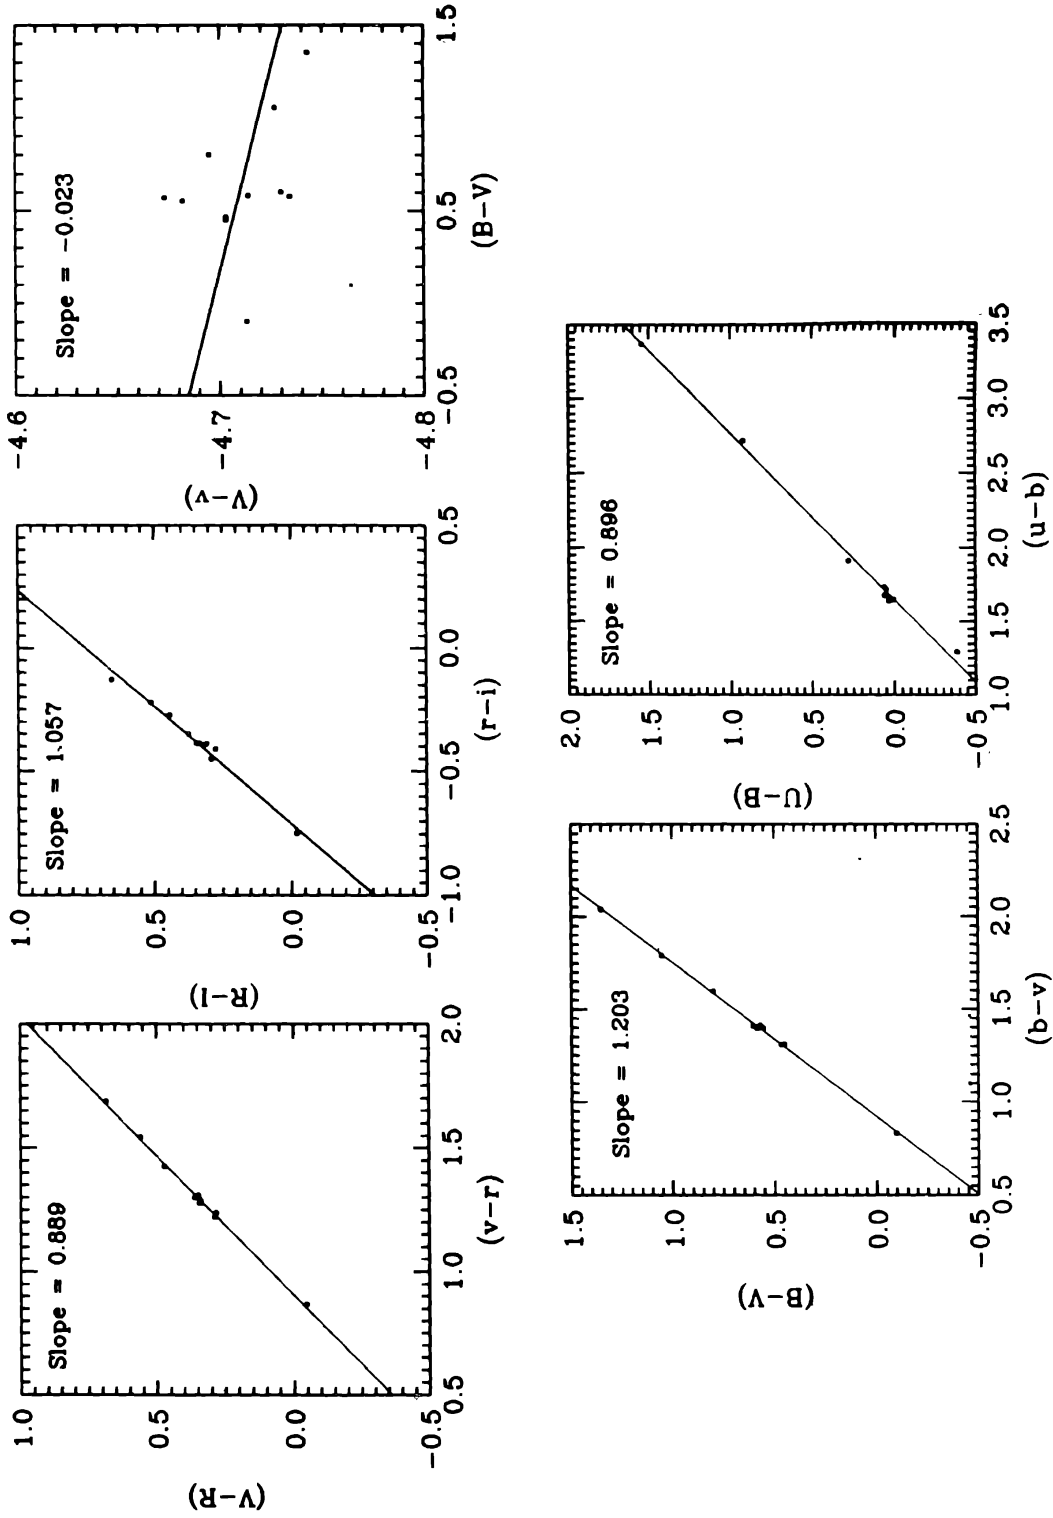 Slope = 0.889
1.0
0.5
0.0
-0.5
(V-R)
0.5
1.0
1.5
2.0
(v-r)
Slope = 1.057
1.0
0.5
0.0
-0.5
(R-I)
-1.0
-0.5
0.0
0.5
(r-i)
Slope = -0.023
-4.6
-4.7
-4.8
(V-v)
-0.5
0.5
1.5
(B-V)
Slope = 1.203
1.5
1.0
0.5
0.0
-0.5
(B-V)
0.5
1.0
1.5
2.0
2.5
(b-v)
Slope = 0.896
2.0
1.5
1.0
0.5
0.0
-0.5
(U-B)
1.0
1.5
2.0
2.5
3.0
3.5
(u-b)